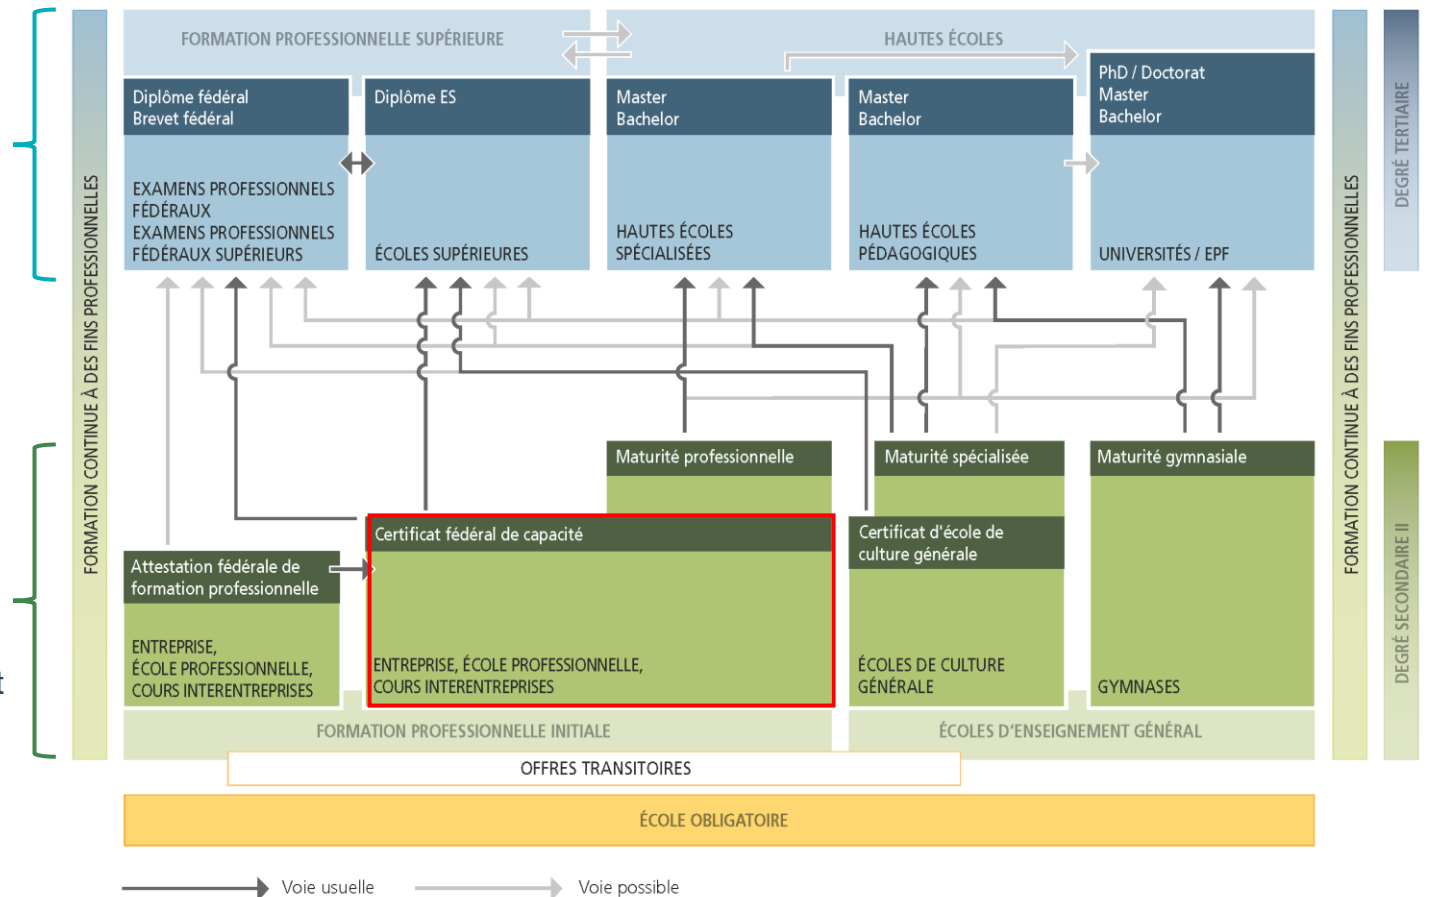 FORMATION PROFESSIONNELLE SUPÉRIEURE
HAUTES ÉCOLES
Diplôme fédéral
Brevet fédéral
EXAMENS PROFESSIONNELS
FÉDÉRAUX
EXAMENS PROFESSIONNELS
FÉDÉRAUX SUPÉRIEURS
Diplôme ES
ÉCOLES SUPÉRIEURES
Master
Bachelor
HAUTES ÉCOLES
SPÉCIALISÉES
Master
Bachelor
HAUTES ÉCOLES
PÉDAGOGIQUES
PhD / Doctorat
Master
Bachelor
UNIVERSITÉS / EPF
FORMATION CONTINUE À DES FINS PROFESSIONNELLES
FORMATION CONTINUE À DES FINS PROFESSIONNELLES
DEGRÉ TERTIAIRE
DEGRÉ SECONDAIRE II
Maturité professionnelle
Maturité spécialisée
Maturité gymnasiale
Certificat fédéral de capacité
Certificat d'école de
culture générale
Attestation fédérale de
formation professionnelle
ENTREPRISE,
ÉCOLE PROFESSIONNELLE,
COURS INTERENTREPRISES
ENTREPRISE, ÉCOLE PROFESSIONNELLE,
COURS INTERENTREPRISES
ÉCOLES DE CULTURE
GÉNÉRALE
GYMNASES
t
FORMATION PROFESSIONNELLE INITIALE
ÉCOLES D'ENSEIGNEMENT GÉNÉRAL
OFFRES TRANSITOIRES
ÉCOLE OBLIGATOIRE
Voie usuelle
Voie possible